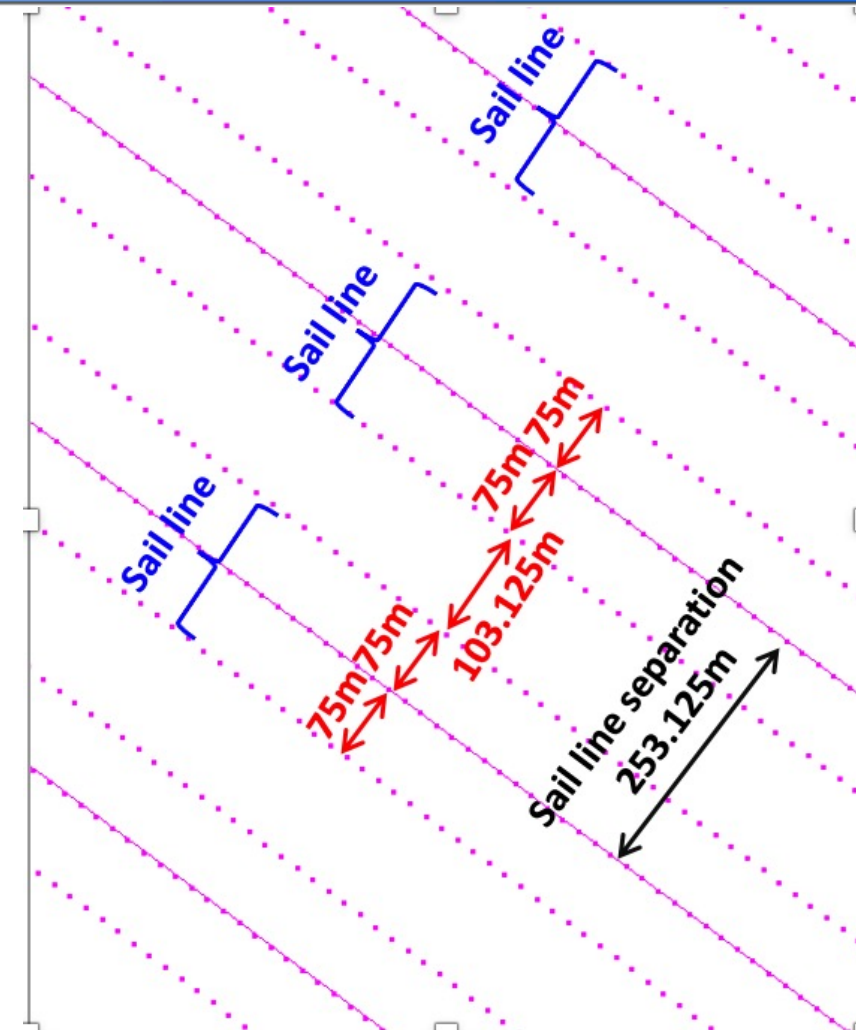 Sail line
Sail line
75m 75m
Sail line
103.125m
75m 75m
Sail line separation
253.125m